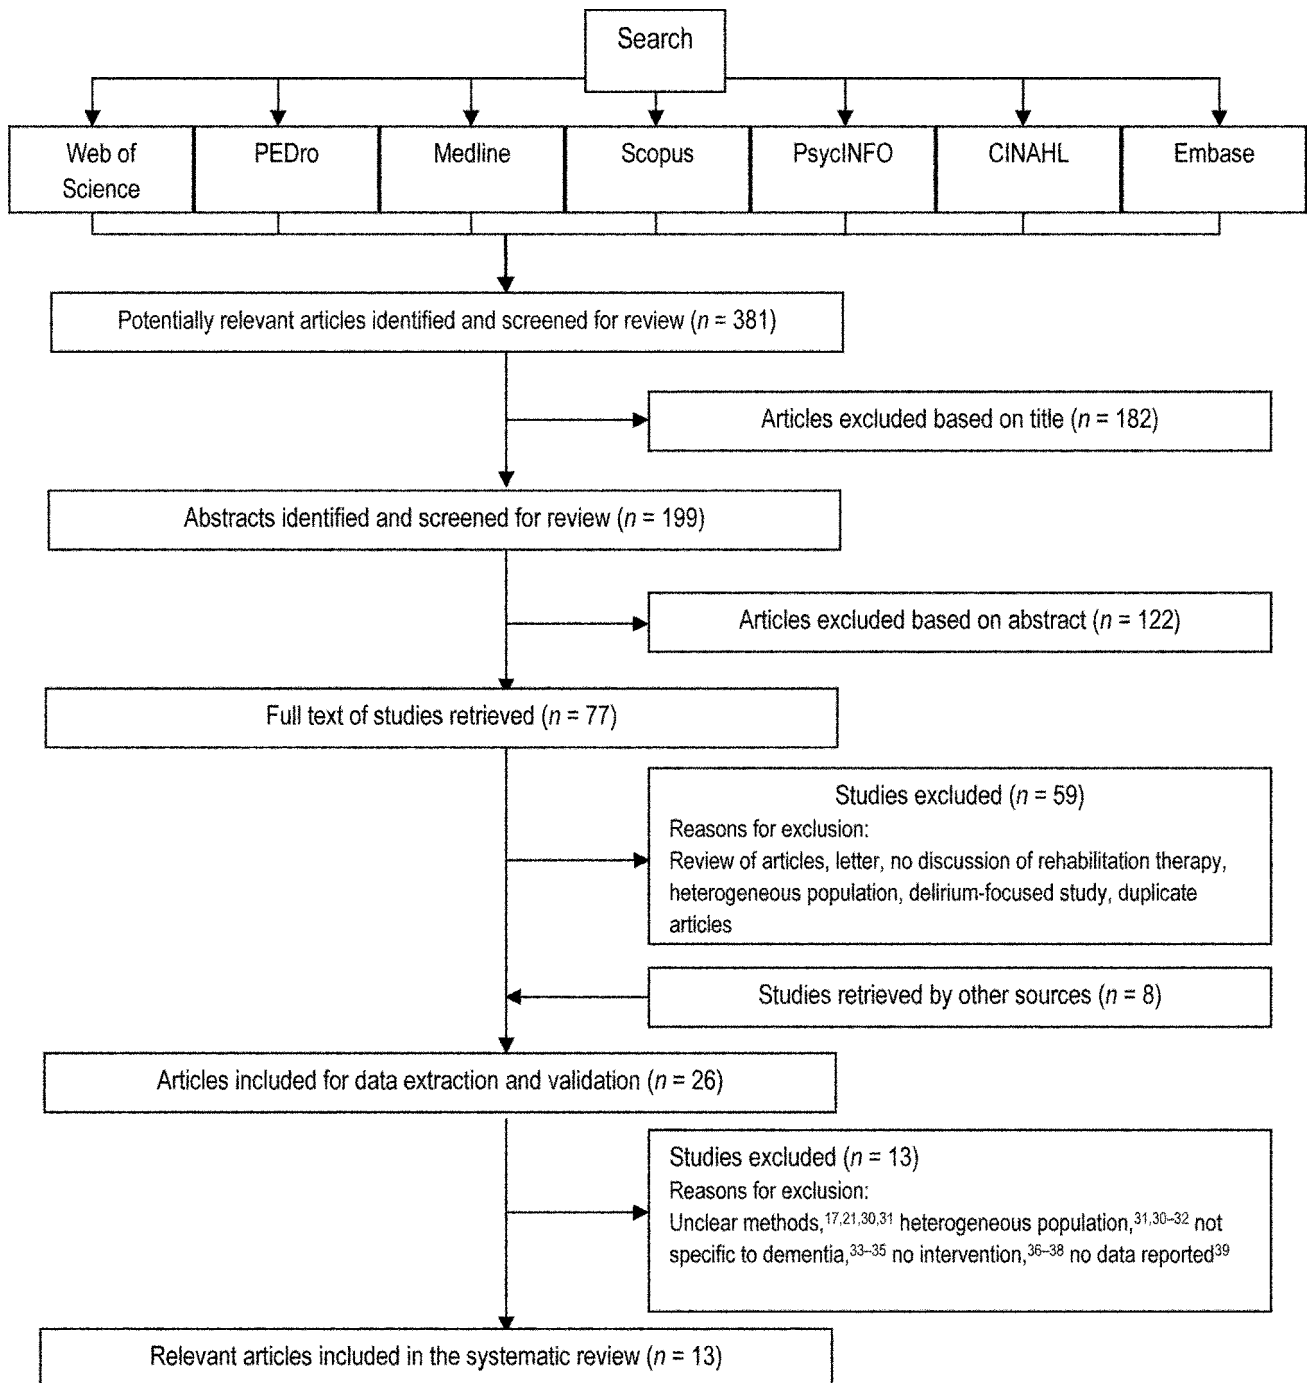 Search
Web of
Science
PEDro
Medline
Scopus
PsycINFO
CINAHL
Embase
Potentially relevant articles identified and screened for review (n = 381)
Articles excluded based on title (n = 182)
Abstracts identified and screened for review (n = 199)
Articles excluded based on abstract (n = 122)
Full text of studies retrieved (n = 77)
Studies excluded (n = 59)
Reasons for exclusion:
Review of articles, letter, no discussion of rehabilitation therapy,
heterogeneous population, delirium-focused study, duplicate
articles
Studies retrieved by other sources (n = 8)
Articles included for data extraction and validation (n = 26)
Studies excluded (n = 13)
Reasons for exclusion:
Unclear methods,17,21,30,31 heterogeneous population,31,30–32 not
specific to dementia,33–35 no intervention,36–38 no data reported39
Relevant articles included in the systematic review (n = 13)